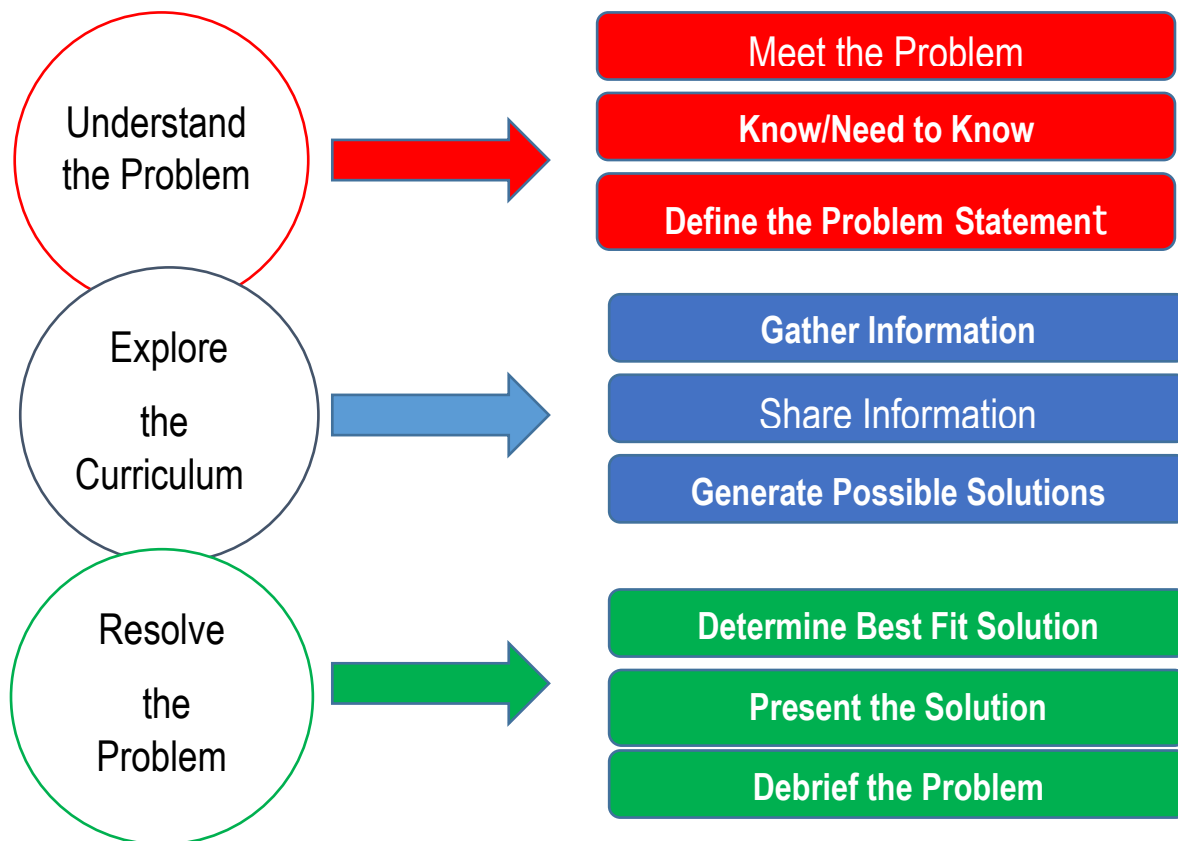 Understand
the Problem
Meet the Problem
Know/Need to Know
Define the Problem Statement
Explore
the
Curriculum
Gather Information
Share Information
Generate Possible Solutions
Resolve
the
Problem
Determine Best Fit Solution
Present the Solution
Debrief the Problem